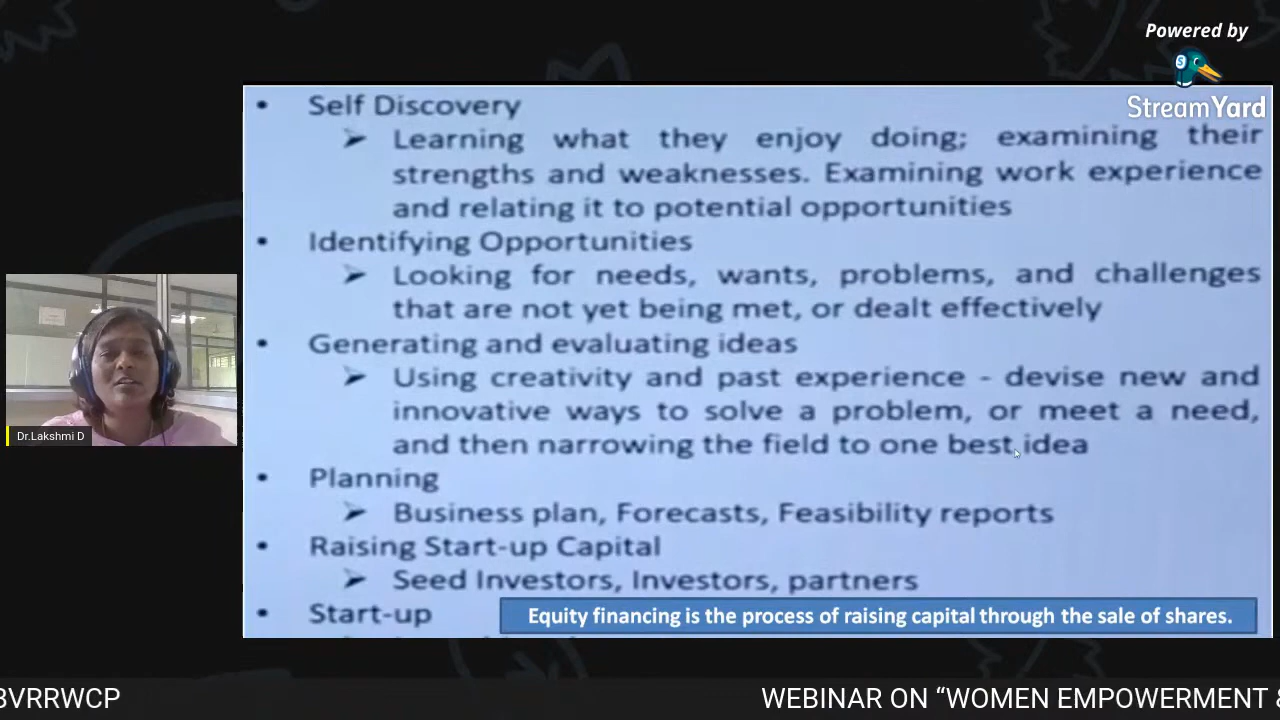 Powered by
StreamYard
• Self Discovery
➢ Learning what they enjoy doing; examining their
strengths and weaknesses. Examining work experience
and relating it to potential opportunities
• Identifying Opportunities
➢ Looking for needs, wants, problems, and challenges
that are not yet being met, or dealt effectively
• Generating and evaluating ideas
➢ Using creativity and past experience - devise new and
innovative ways to solve a problem, or meet a need,
and then narrowing the field to one best idea
• Planning
➢ Business plan, Forecasts, Feasibility reports
• Raising Start-up Capital
➢ Seed Investors, Investors, partners
• Start-up
Equity financing is the process of raising capital through the sale of shares.
Dr.Lakshmi D
BVRRWCP
WEBINAR ON “WOMEN EMPOWERMENT &